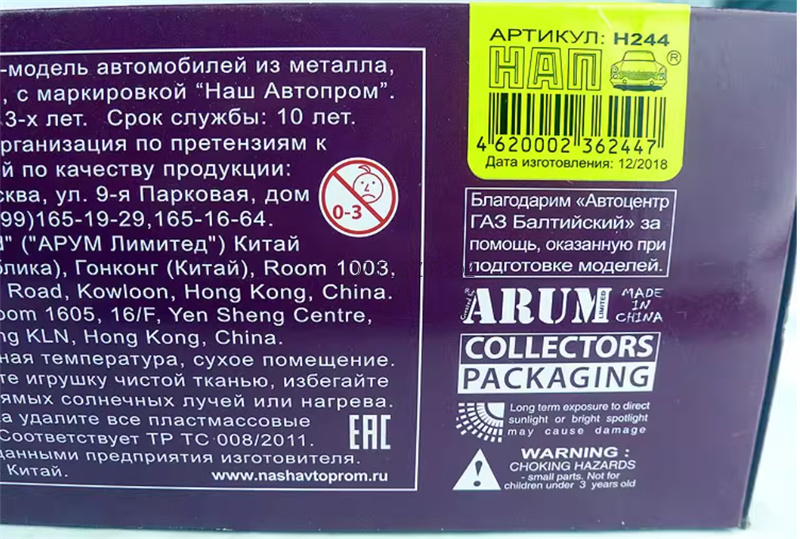 -модель автомобилей из металла,
, с маркировкой “Наш Автопром”.
3-х лет. Срок службы: 10 лет.
организация по претензиям к
й по качеству продукции:
сква, ул. 9-я Парковая, дом
99)165-19-29,165-16-64.
d" ("АРУМ Лимитед") Китай
блика), Гонконг (Китай), Room 1003,
Road, Kowloon, Hong Kong, China.
oom 1605, 16/F, Yen Sheng Centre,
ng KLN, Hong Kong, China.
ная температура, сухое помещение.
те игрушку чистой тканью, избегайте
ямых солнечных лучей или нагрева.
а удалите все пластмассовые
Соответствует ТР ТС 008/2011.
данными предприятия изготовителя.
Китай.
www.nashavtoprom.ru
0-3
EAC
АРТИКУЛ: H244
НАП ®
4 620002 362447
Дата изготовления: 12/2018
Благодарим «Автоцентр
ГАЗ Балтийский» за
помощь, оказанную при
подготовке моделей.
ARUM LIMITED
MADE
IN
CHINA
COLLECTORS
PACKAGING
Long term exposure to direct
sunlight or bright spotlight
may cause damage
WARNING :
CHOKING HAZARDS
- small parts. Not for
children under 3 years old